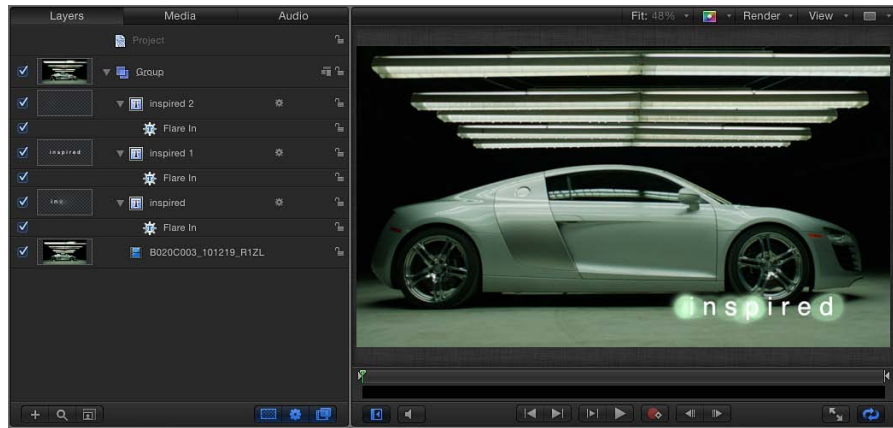 Layers Media Audio
Fit: 48% Render View
Project
Group
inspired 2
Flare In
inspired
inspired 1
Flare In
ins
inspired
Flare In
B020C003_101219_R1ZL
inspired